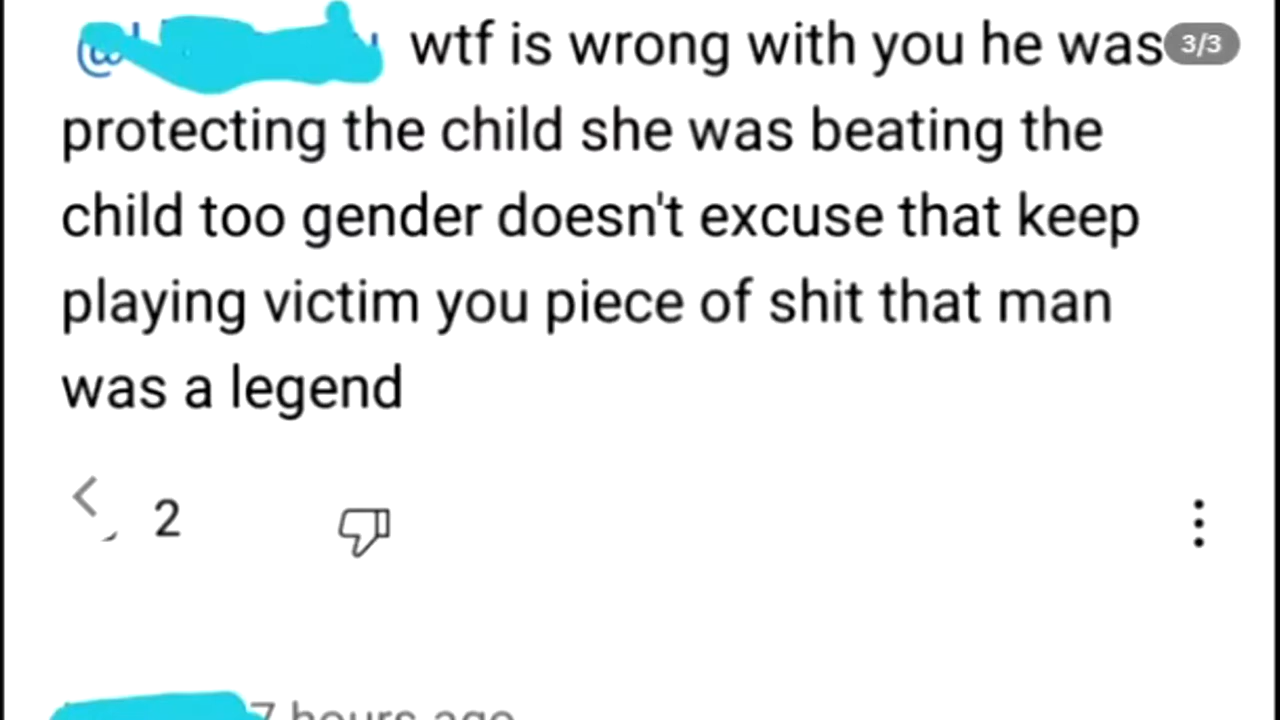 wtf is wrong with you he was 3/3
protecting the child she was beating the
child too gender doesn't excuse that keep
playing victim you piece of shit that man
was a legend
2
7 hours ago